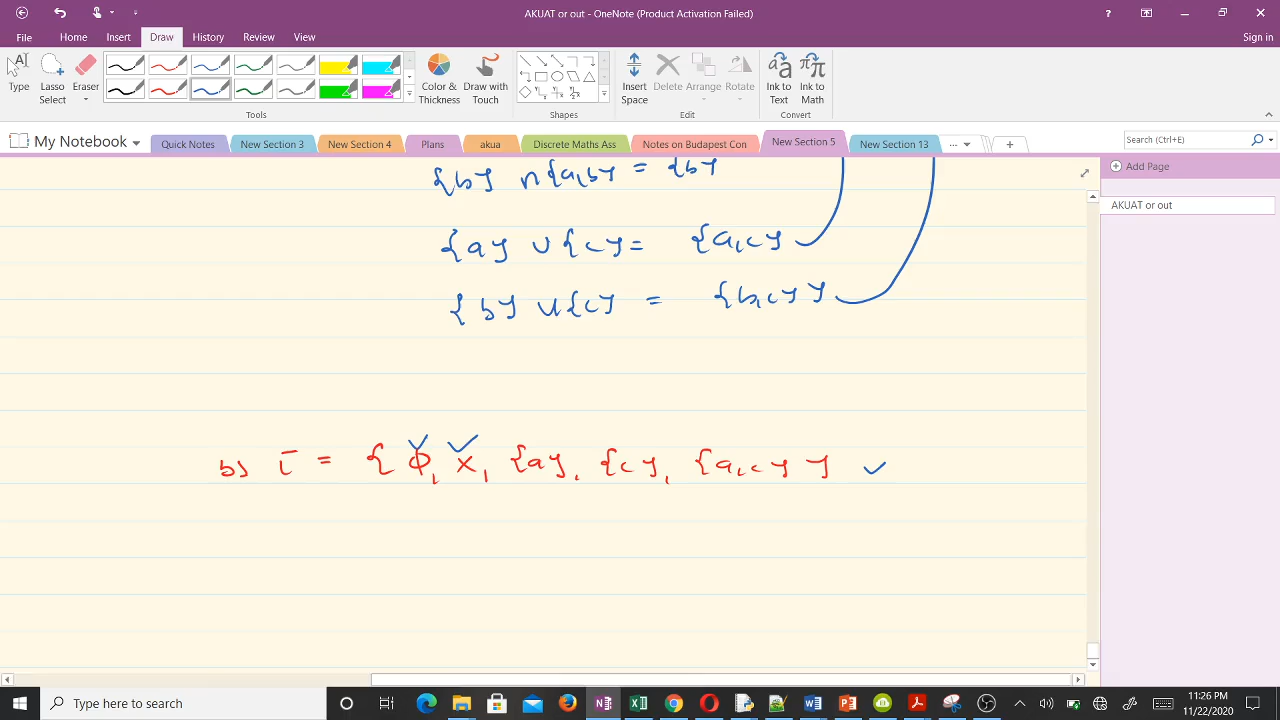 AKUAT or out - OneNote (Product Activation Failed)
File Home Insert Draw History Review View Sign in
Type Lasso Select Eraser Color & Thickness Draw with Touch Insert Space Delete Arrange Rotate Ink to Text Ink to Math
Tools Shapes Edit Convert
My Notebook Quick Notes New Section 3 New Section 4 Plans akua Discrete Maths Ass Notes on Budapest Con New Section 5 New Section 13 ... Search (Ctrl+E)
Add Page
AKUAT or out
{b} ∩ {a,b} = {b}
{a} ∪ {c} = {a,c}
{b} ∪ {c} = {b,c} }
b) τ = { φ, X, {a}, {c}, {a,c} }
Type here to search
11:26 PM
11/22/2020